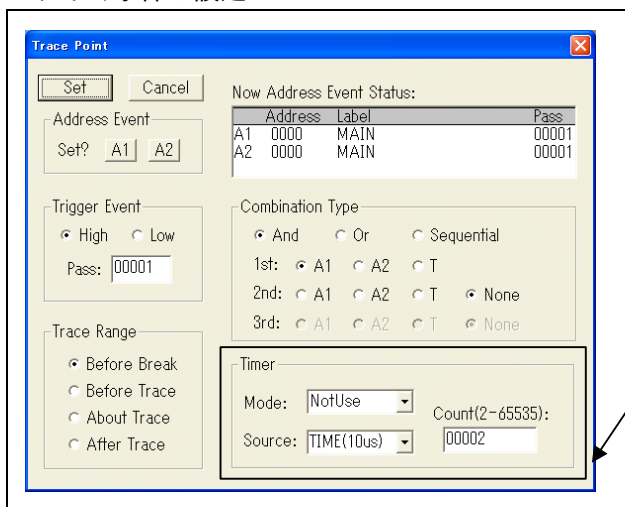 Trace Point
Set Cancel
Now Address Event Status:
Address Label Pass
A1 0000 MAIN 00001
A2 0000 MAIN 00001
Address Event
Set? A1 A2
Trigger Event
High Low
Pass: 00001
Combination Type
And Or Sequential
1st: A1 A2 T
2nd: A1 A2 T None
3rd: A1 A2 T None
Trace Range
Before Break
Before Trace
About Trace
After Trace
Timer
Mode: NotUse
Count(2-65535):
Source: TIME(10us) 00002